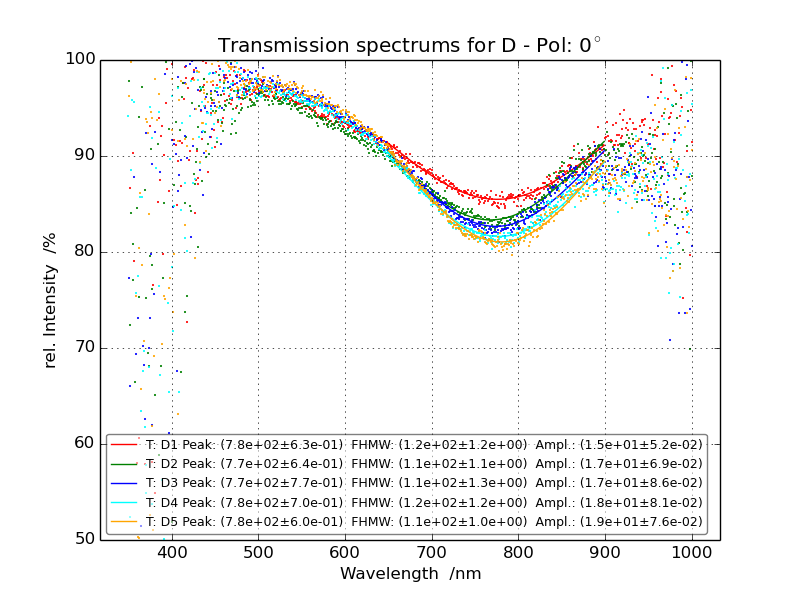 Transmission spectrums for D - Pol: 0°
100
90
80
70
60
50
rel. Intensity /%
T: D1 Peak: (7.8e+02±6.3e-01) FHMW: (1.2e+02±1.2e+00) Ampl.: (1.5e+01±5.2e-02)
T: D2 Peak: (7.7e+02±6.4e-01) FHMW: (1.1e+02±1.1e+00) Ampl.: (1.7e+01±6.9e-02)
T: D3 Peak: (7.7e+02±7.7e-01) FHMW: (1.1e+02±1.3e+00) Ampl.: (1.7e+01±8.6e-02)
T: D4 Peak: (7.8e+02±7.0e-01) FHMW: (1.2e+02±1.2e+00) Ampl.: (1.8e+01±8.1e-02)
T: D5 Peak: (7.8e+02±6.0e-01) FHMW: (1.1e+02±1.0e+00) Ampl.: (1.9e+01±7.6e-02)
400 500 600 700 800 900 1000
Wavelength /nm